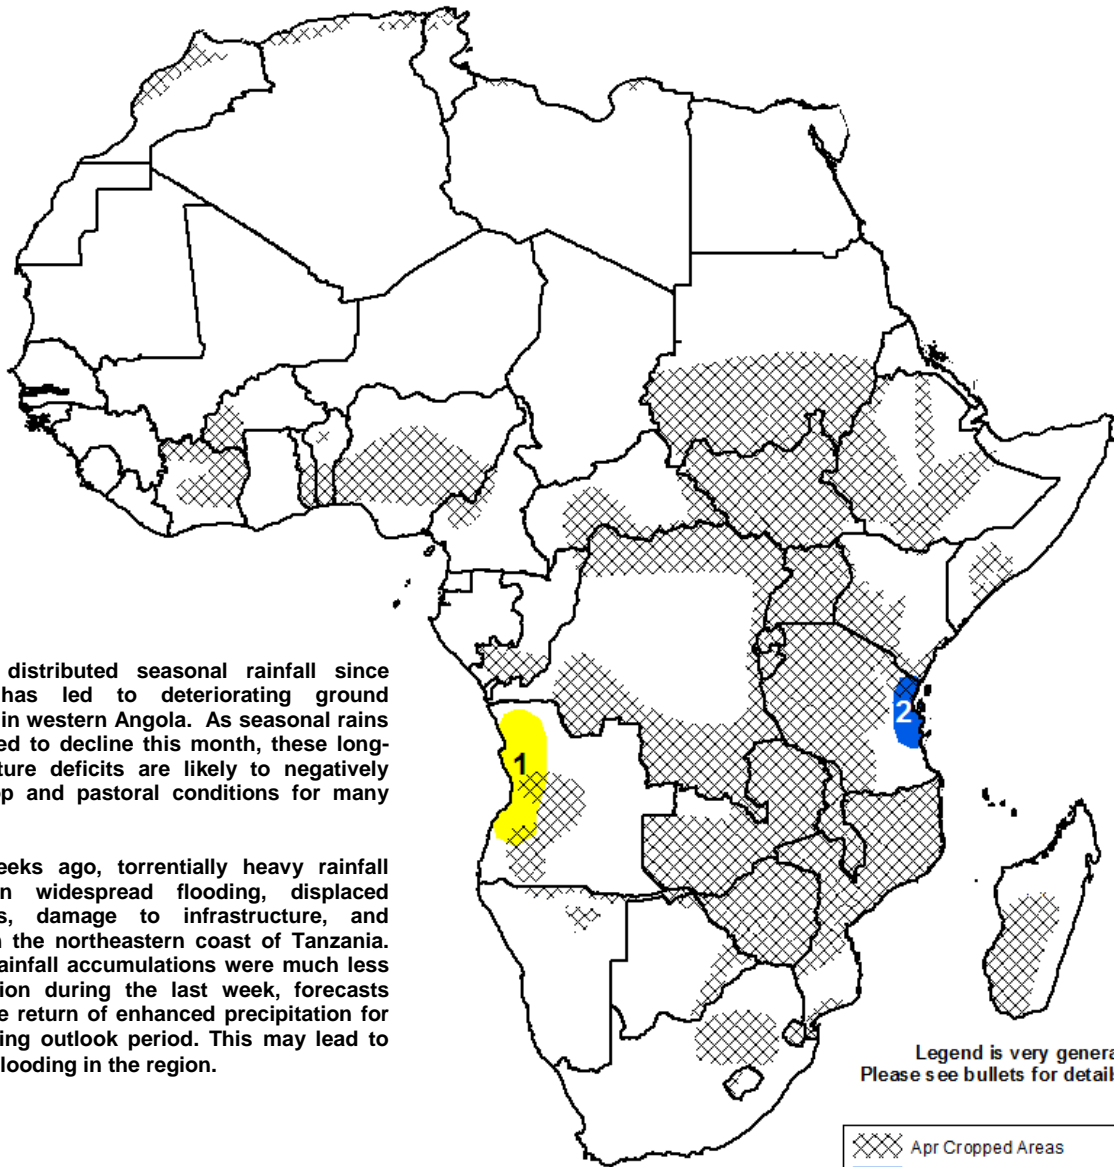 distributed seasonal rainfall since
has led to deteriorating ground
in western Angola. As seasonal rains
ed to decline this month, these long-
ture deficits are likely to negatively
op and pastoral conditions for many
eeks ago, torrentially heavy rainfall
n widespread flooding, displaced
s, damage to infrastructure, and
n the northeastern coast of Tanzania.
ainfall accumulations were much less
ion during the last week, forecasts
e return of enhanced precipitation for
ing outlook period. This may lead to
looding in the region.
1
2
Legend is very genera
Please see bullets for detail
Apr Cropped Areas